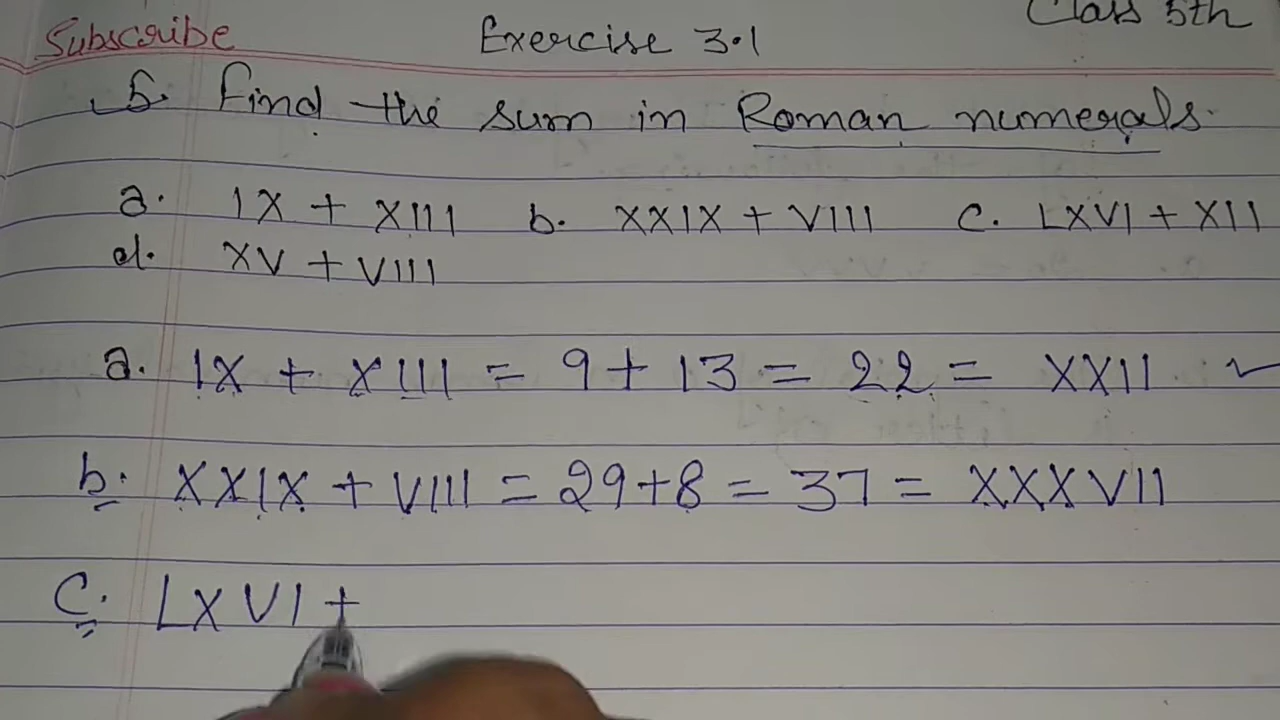 Subscribe Exercise 3.1 Class 5th
5. Find the sum in Roman numerals.
a. IX + XIII b. XXIX + VIII c. LXVI + XII
d. XV + VIII
a. IX + XIII = 9 + 13 = 22 = XXII
b. XXIX + VIII = 29 + 8 = 37 = XXXVII
C. LXVI +